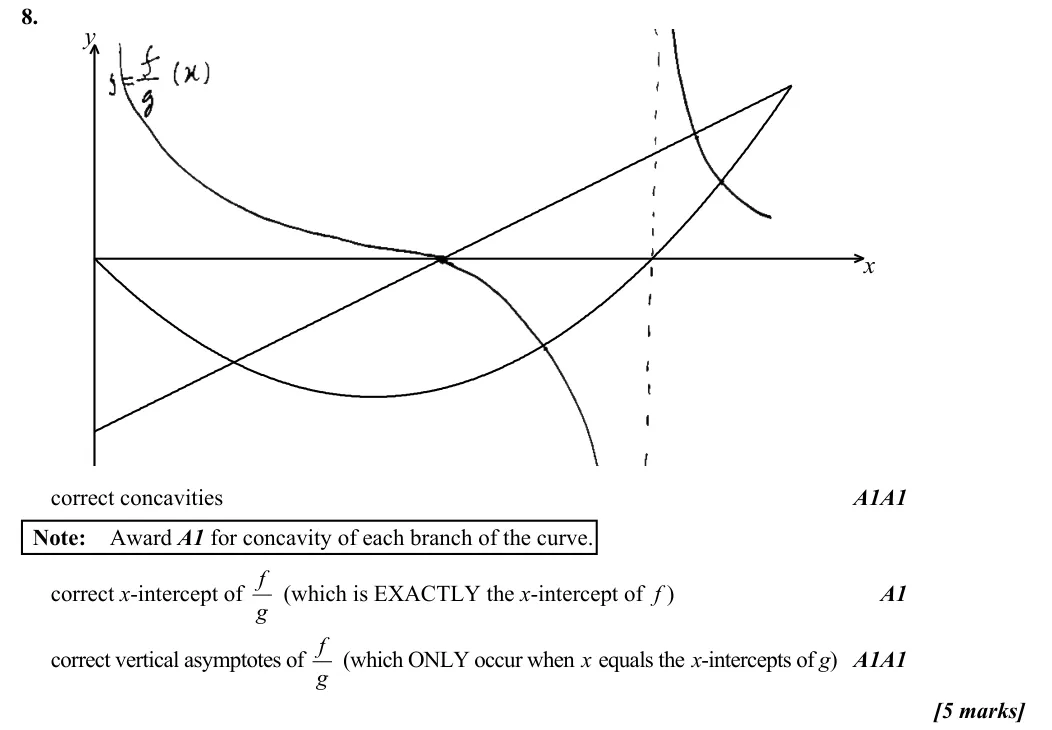 8.
y
y = f/g (x)
x
correct concavities A1A1
Note: Award A1 for concavity of each branch of the curve.
correct x-intercept of f/g (which is EXACTLY the x-intercept of f) A1
correct vertical asymptotes of f/g (which ONLY occur when x equals the x-intercepts of g) A1A1
[5 marks]